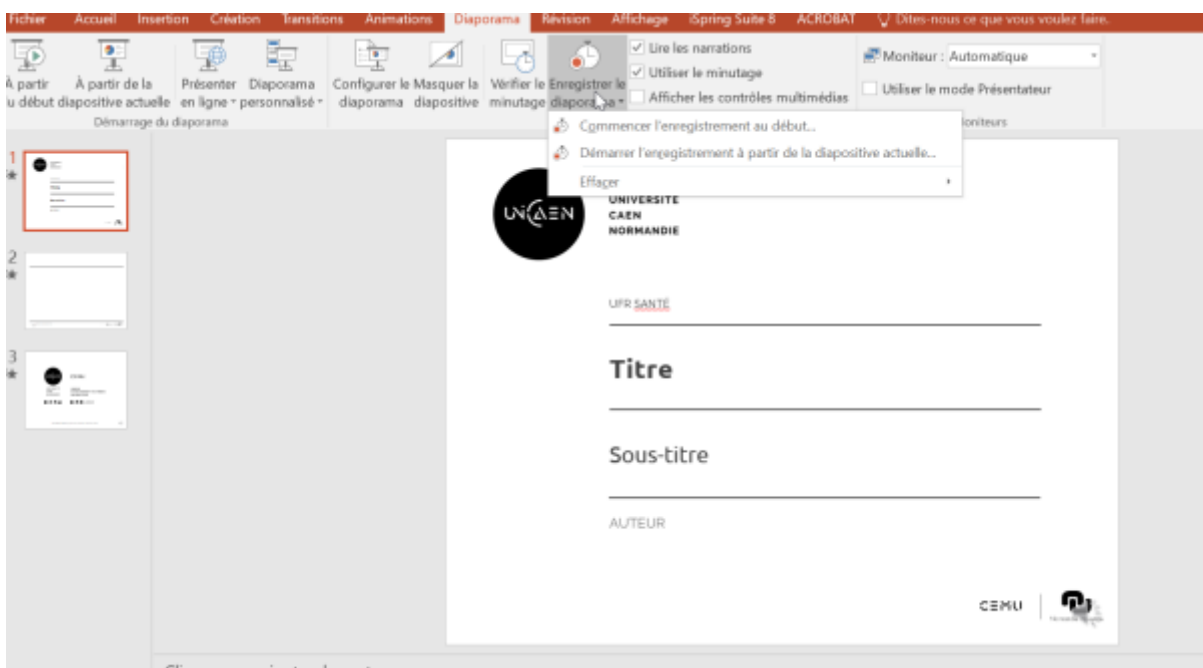 Fichier Accueil Insertion Création Transitions Animations Diaporama Révision Affichage iSpring Suite 8 ACROBAT Dites-nous ce que vous voulez faire.
À partir À partir de la Présenter Diaporama Configurer le Masquer la Vérifier le Enregistrer le
u début diapositive actuelle en ligne personnalisé diaporama diapositive minutage diaporama
Lire les narrations
Utiliser le minutage
Afficher les contrôles multimédias
Moniteur : Automatique
Utiliser le mode Présentateur
Démarrage du diaporama
oniteurs
Commencer l'enregistrement au début...
Démarrer l'enregistrement à partir de la diapositive actuelle...
Effacer
1
2
3
UNICAEN
UNIVERSITÉ
CAEN
NORMANDIE
UFR SANTÉ
Titre
Sous-titre
AUTEUR
CEMU